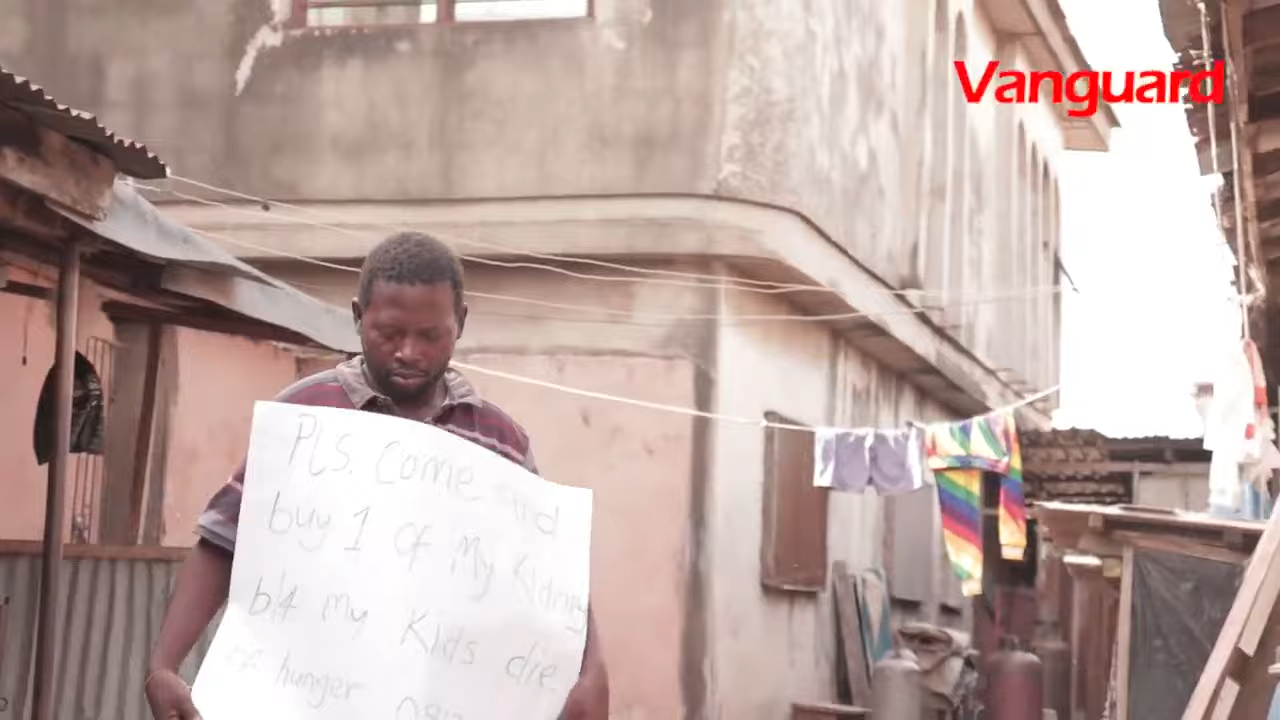 Vanguard
Pls. Come and
buy 1 of my Kidney
b/4 my Kids die
of hunger